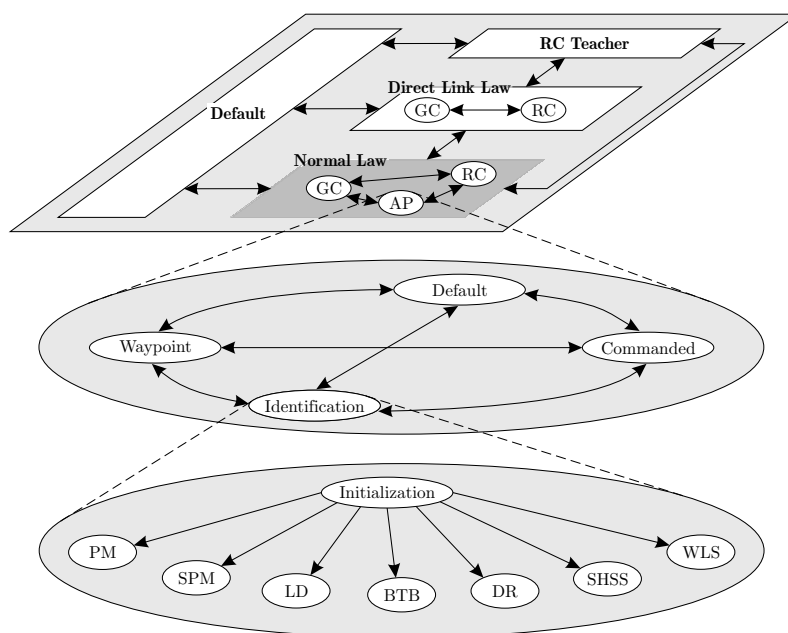 RC Teacher
Direct Link Law
GC
RC
Default
Normal Law
GC
RC
AP
Default
Waypoint
Commanded
Identification
Initialization
PM
SPM
LD
BTB
DR
SHSS
WLS